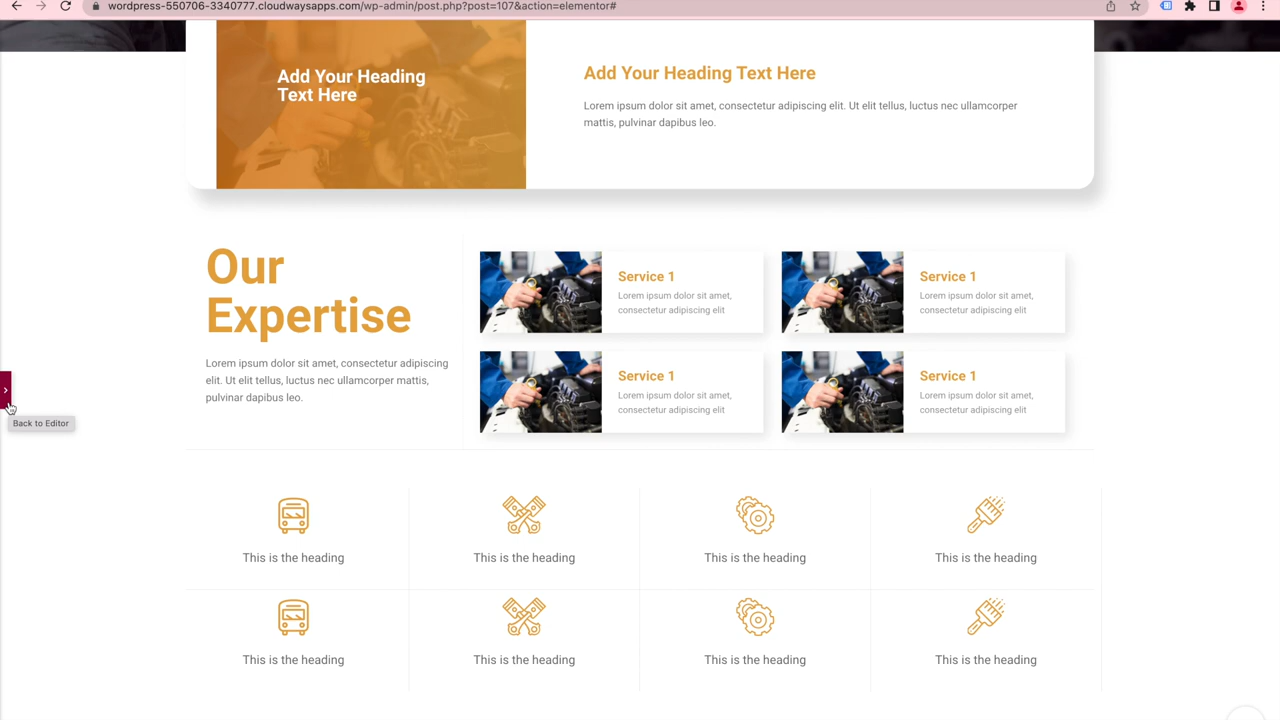 wordpress-550706-3340777.cloudwaysapps.com/wp-admin/post.php?post=107&action=elementor#
Add Your Heading
Text Here
Add Your Heading Text Here
Lorem ipsum dolor sit amet, consectetur adipiscing elit. Ut elit tellus, luctus nec ullamcorper
mattis, pulvinar dapibus leo.
Our
Expertise
Lorem ipsum dolor sit amet, consectetur adipiscing
elit. Ut elit tellus, luctus nec ullamcorper mattis,
pulvinar dapibus leo.
Service 1
Lorem ipsum dolor sit amet,
consectetur adipiscing elit
Service 1
Lorem ipsum dolor sit amet,
consectetur adipiscing elit
Service 1
Lorem ipsum dolor sit amet,
consectetur adipiscing elit
Service 1
Lorem ipsum dolor sit amet,
consectetur adipiscing elit
Back to Editor
This is the heading
This is the heading
This is the heading
This is the heading
This is the heading
This is the heading
This is the heading
This is the heading